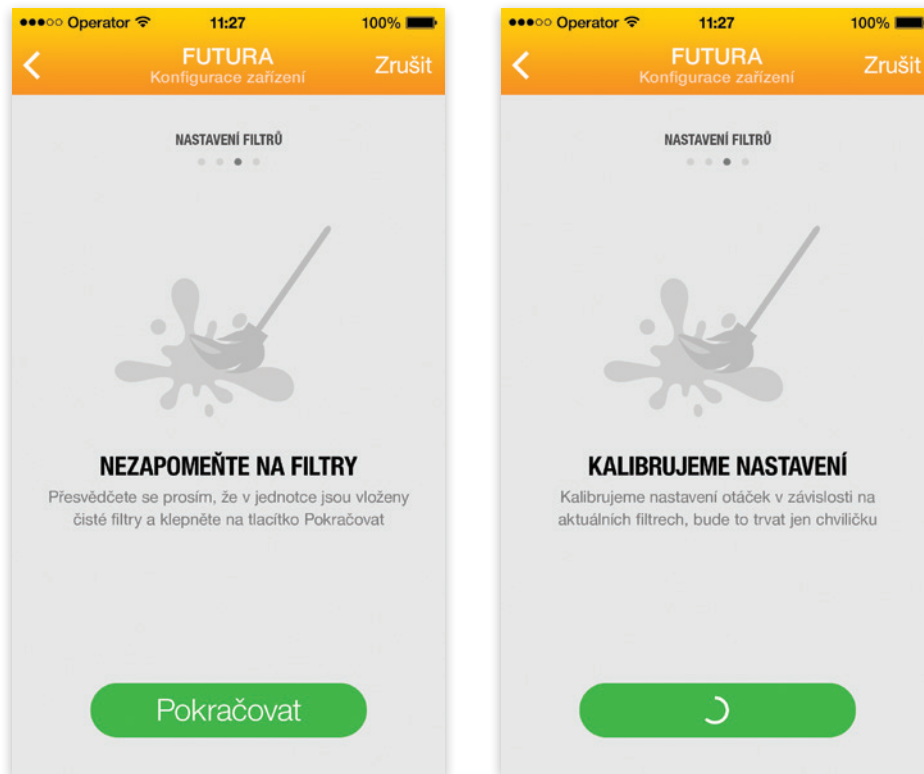 Operator 11:27 100%
FUTURA
Konfigurace zařízení
Zrušit
NASTAVENÍ FILTRŮ
NEZAPOMEŇTE NA FILTRY
Přesvědčete se prosím, že v jednotce jsou vloženy
čisté filtry a klepněte na tlacítko Pokračovat
Pokračovat
Operator 11:27 100%
FUTURA
Konfigurace zařízení
Zrušit
NASTAVENÍ FILTRŮ
KALIBRUJEME NASTAVENÍ
Kalibrujeme nastavení otáček v závislosti na
aktuálních filtrech, bude to trvat jen chviličku